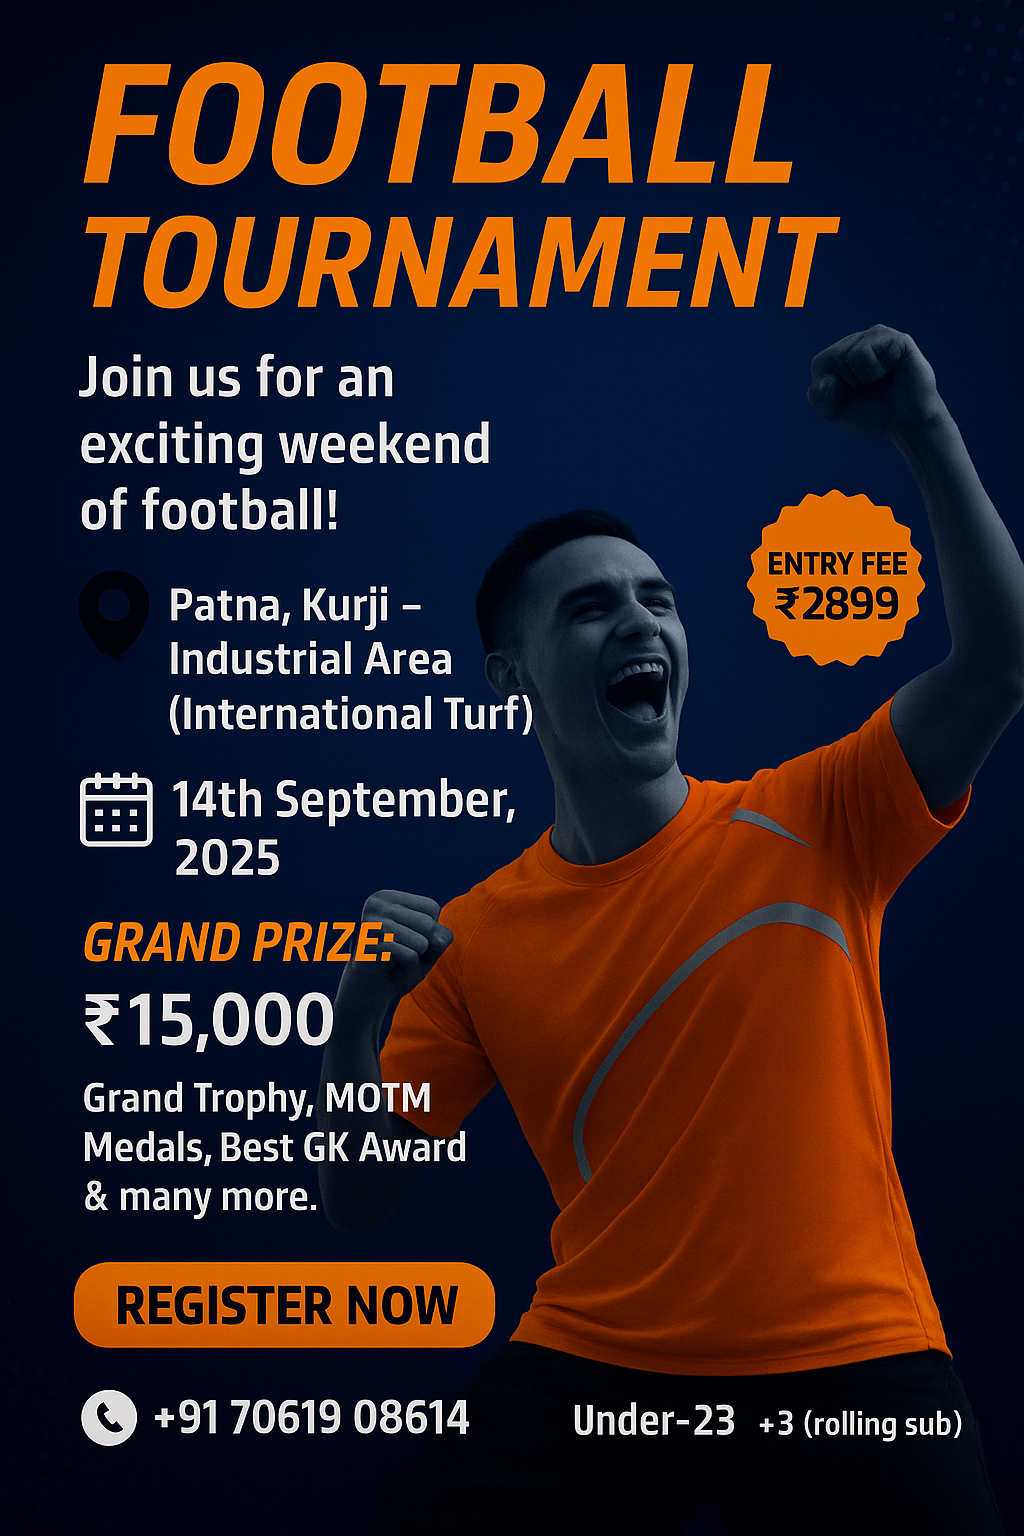 FOOTBALL
TOURNAMENT
Join us for an
exciting weekend
of football!
ENTRY FEE
₹2899
Patna, Kurji –
Industrial Area
(International Turf)
14th September,
2025
GRAND PRIZE:
₹15,000
Grand Trophy, MOTM
Medals, Best GK Award
& many more.
REGISTER NOW
+91 70619 08614
Under-23 +3 (rolling sub)